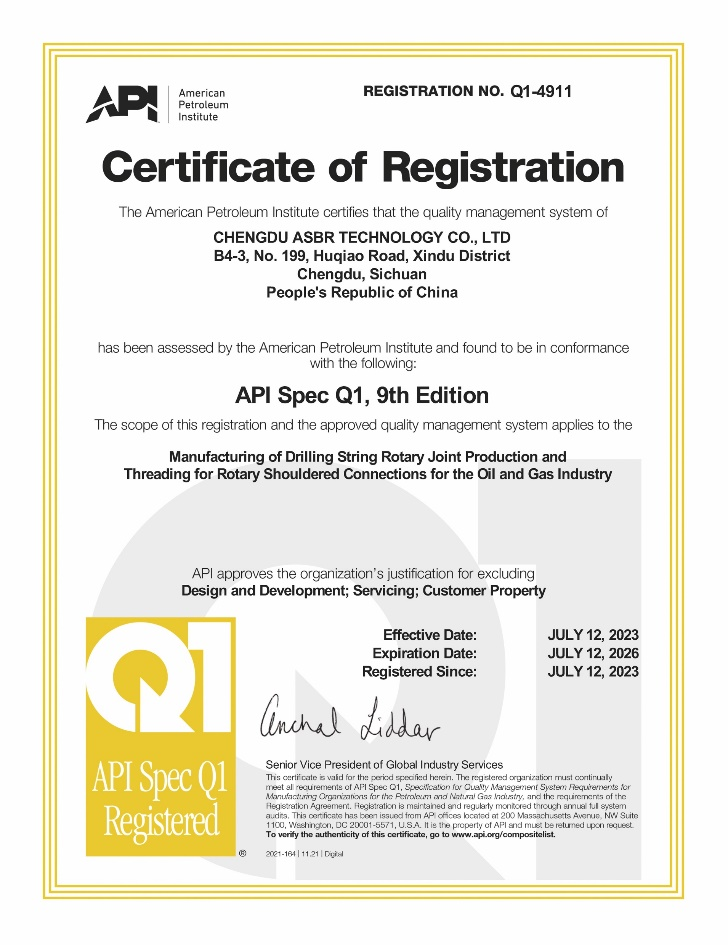 API
American
Petroleum
Institute
REGISTRATION NO. Q1-4911
Certificate of Registration
The American Petroleum Institute certifies that the quality management system of
CHENGDU ASBR TECHNOLOGY CO., LTD
B4-3, No. 199, Huqiao Road, Xindu District
Chengdu, Sichuan
People's Republic of China
has been assessed by the American Petroleum Institute and found to be in conformance
with the following:
API Spec Q1, 9th Edition
The scope of this registration and the approved quality management system applies to the
Manufacturing of Drilling String Rotary Joint Production and
Threading for Rotary Shouldered Connections for the Oil and Gas Industry
API approves the organization's justification for excluding
Design and Development; Servicing; Customer Property
Effective Date: JULY 12, 2023
Expiration Date: JULY 12, 2026
Registered Since: JULY 12, 2023
Q1
API Spec Q1
Registered
®
Anchal Liddar
Senior Vice President of Global Industry Services
This certificate is valid for the period specified herein. The registered organization must continually
meet all requirements of API Spec Q1, Specification for Quality Management System Requirements for
Manufacturing Organizations for the Petroleum and Natural Gas Industry, and the requirements of the
Registration Agreement. Registration is maintained and regularly monitored through annual full system
audits. This certificate has been issued from API offices located at 200 Massachusetts Avenue, NW Suite
1100, Washington, DC 20001-5571, U.S.A. It is the property of API and must be returned upon request.
To verify the authenticity of this certificate, go to www.api.org/compositelist.
2021-164 | 11.21 | Digital
Q1